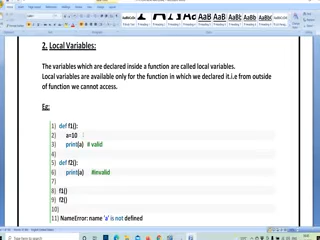 2. Local Variables:
The variables which are declared inside a function are called local variables.
Local variables are available only for the function in which we declared it.i.e from outside
of function we cannot access.
Eg:
1) def f1():
2) a=10
3) print(a) # valid
4)
5) def f2():
6) print(a) #invalid
7)
8) f1()
9) f2()
10)
11) NameError: name 'a' is not defined